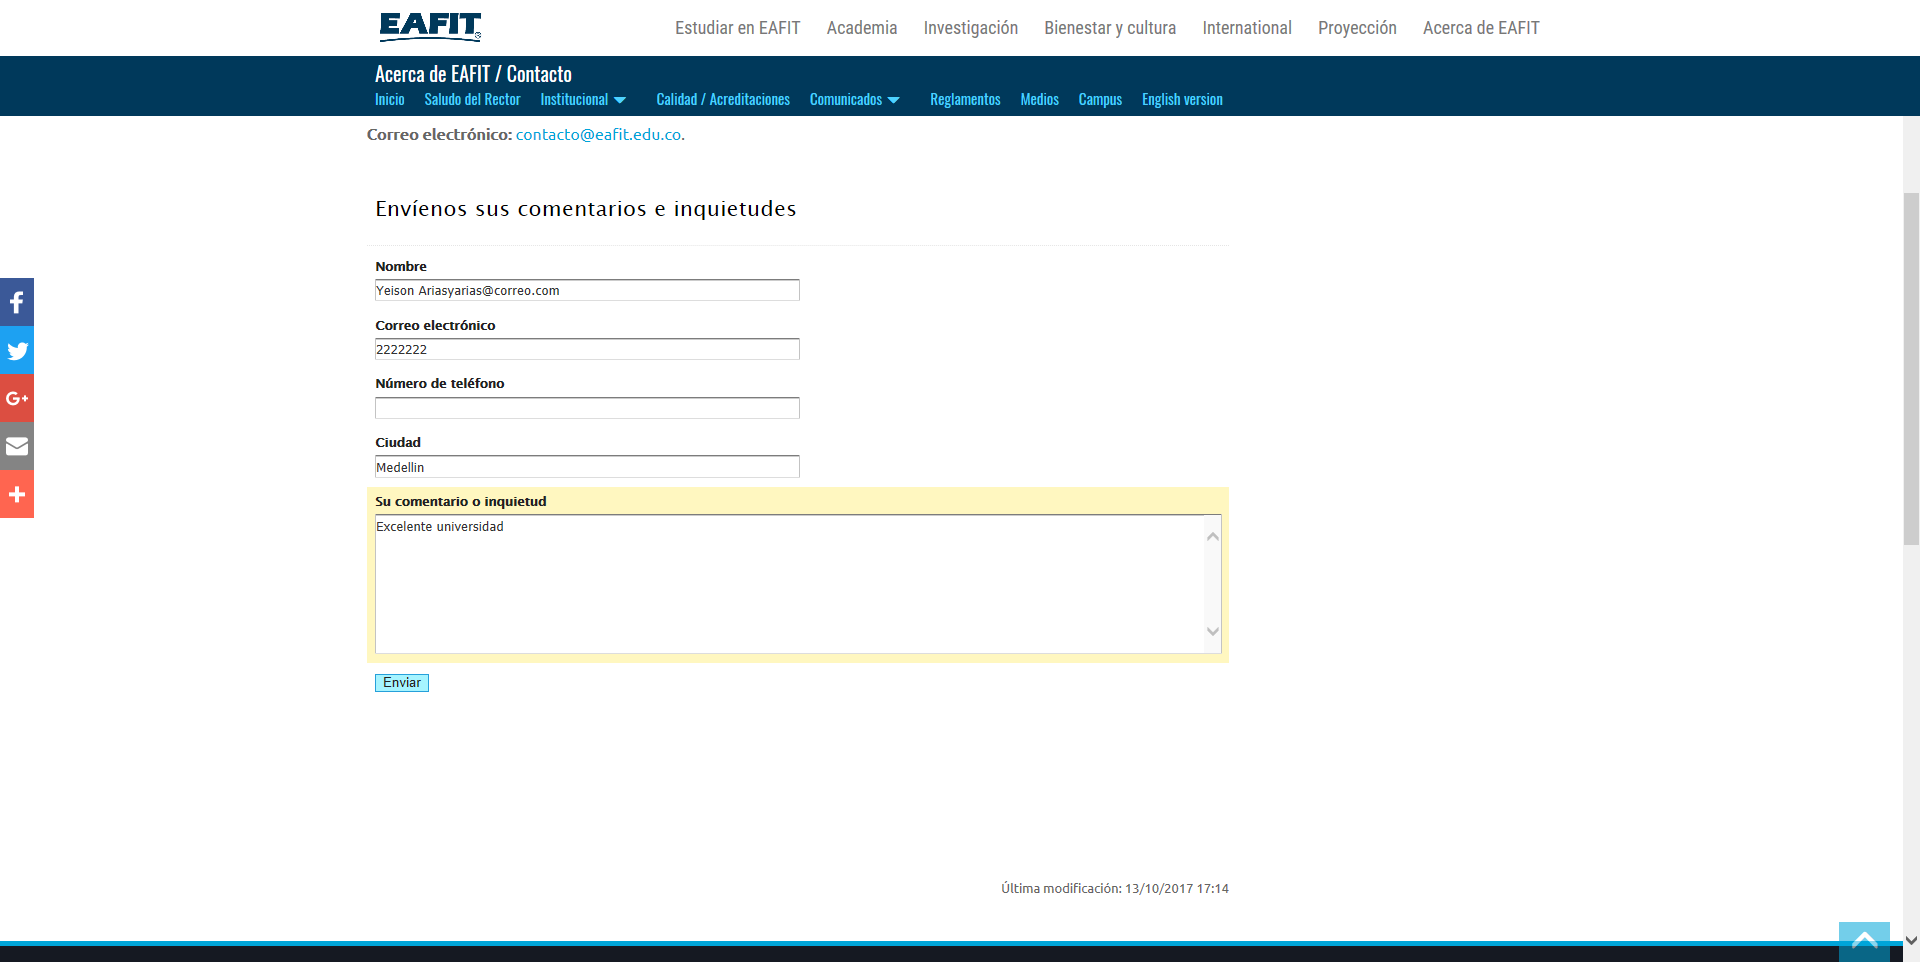 EAFIT
Estudiar en EAFIT Academia Investigación Bienestar y cultura International Proyección Acerca de EAFIT
Acerca de EAFIT / Contacto
Inicio Saludo del Rector Institucional Calidad / Acreditaciones Comunicados Reglamentos Medios Campus English version
Correo electrónico: contacto@eafit.edu.co.
Envíenos sus comentarios e inquietudes
Nombre
Yeison Ariasyarias@correo.com
Correo electrónico
2222222
Número de teléfono
Ciudad
Medellin
Su comentario o inquietud
Excelente universidad
Enviar
Última modificación: 13/10/2017 17:14